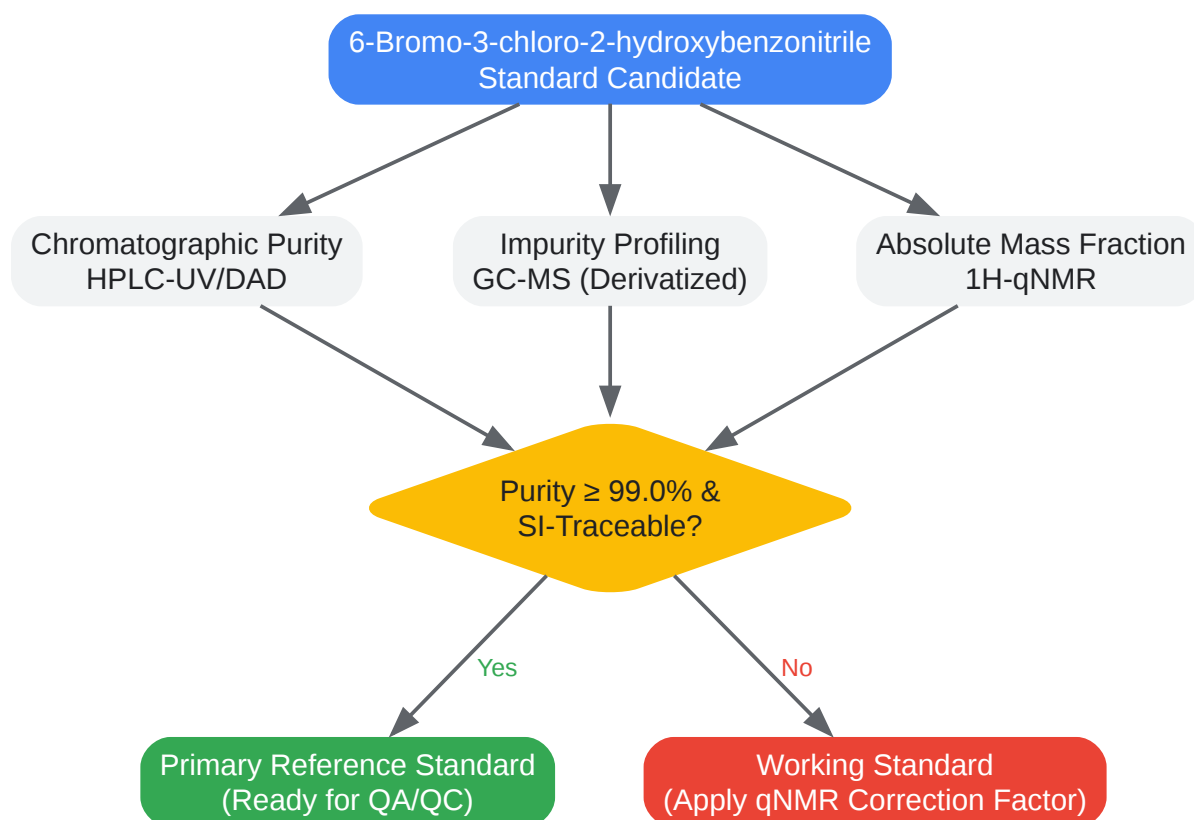 6-Bromo-3-chloro-2-hydroxybenzonitrile
Standard Candidate
Chromatographic Purity
HPLC-UV/DAD
Impurity Profiling
GC-MS (Derivatized)
Absolute Mass Fraction
1H-qNMR
Purity ≥ 99.0% &
SI-Traceable?
Yes
No
Primary Reference Standard
(Ready for QA/QC)
Working Standard
(Apply qNMR Correction Factor)